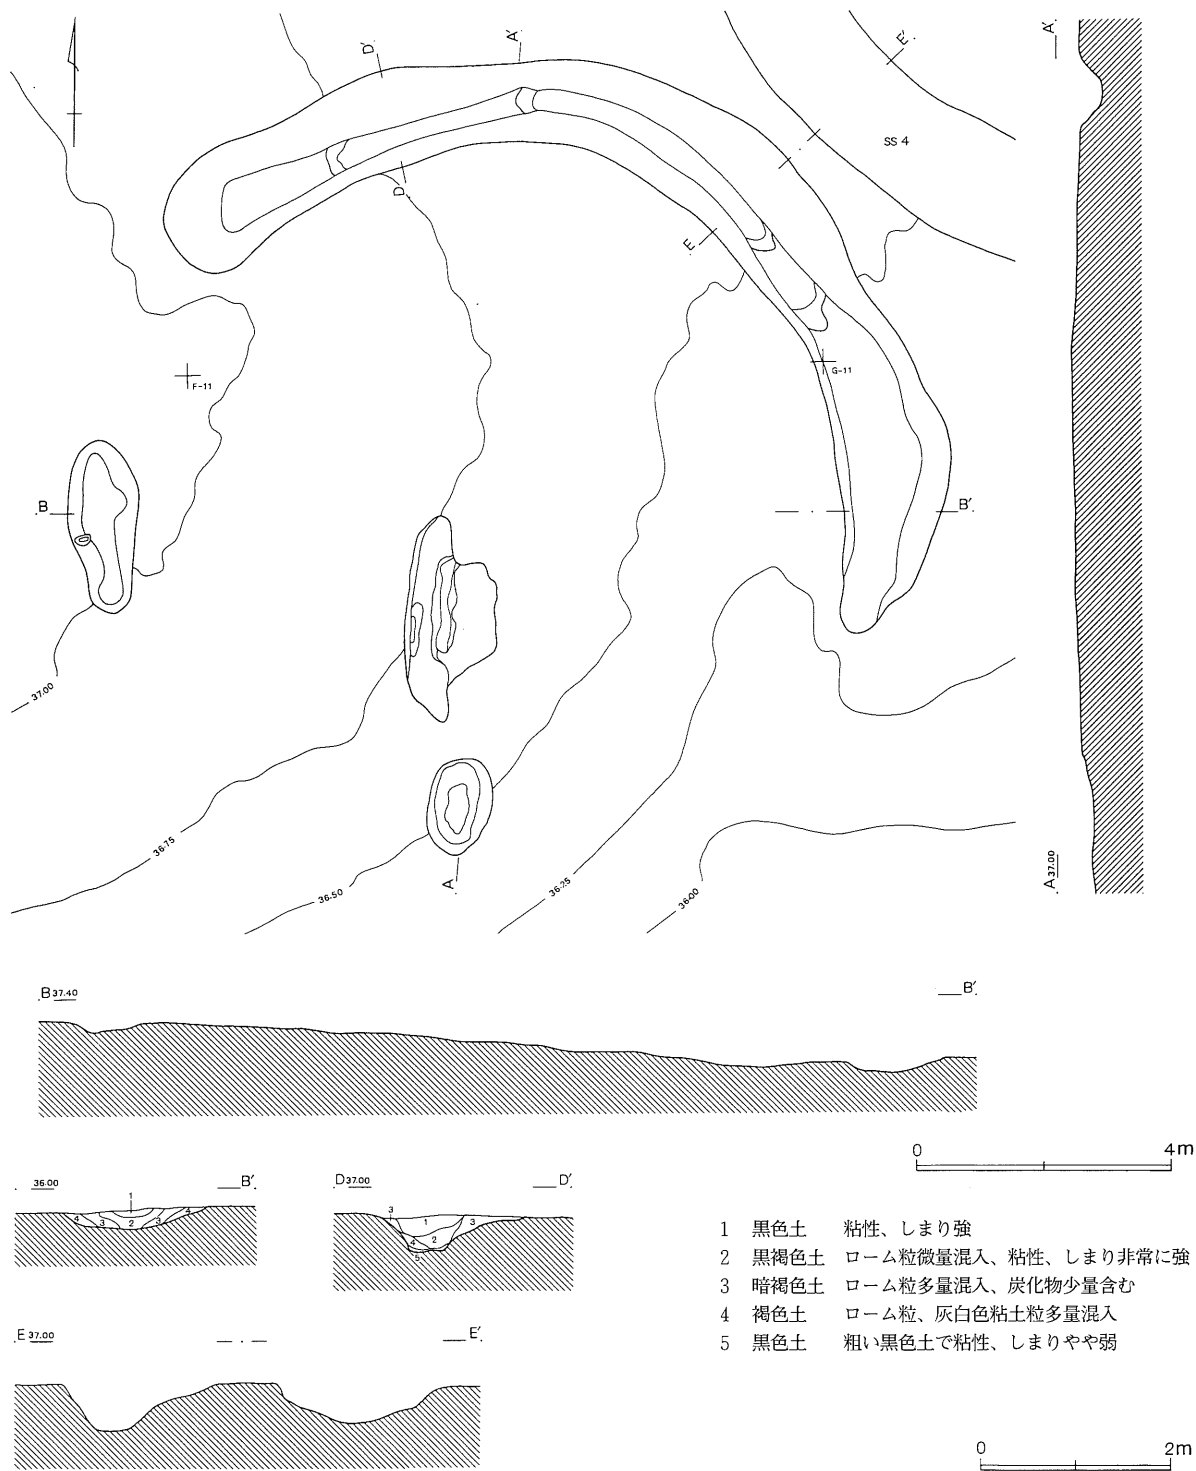 D′
A′
E′
A′
SS 4
D
E
F-11
G-11
B
B′
37.00
36.75
A
36.50
36.25
36.00
A 37.00
B 37.40
B′
0 4m
36.00
B′
1
4 3 2 3 4
D 37.00
D′
3
1 3
4 2
5
1 黒色土 粘性、しまり強
2 黒褐色土 ローム粒微量混入、粘性、しまり非常に強
3 暗褐色土 ローム粒多量混入、炭化物少量含む
4 褐色土 ローム粒、灰白色粘土粒多量混入
5 黒色土 粗い黒色土で粘性、しまりやや弱
E 37.00
E′
0 2m